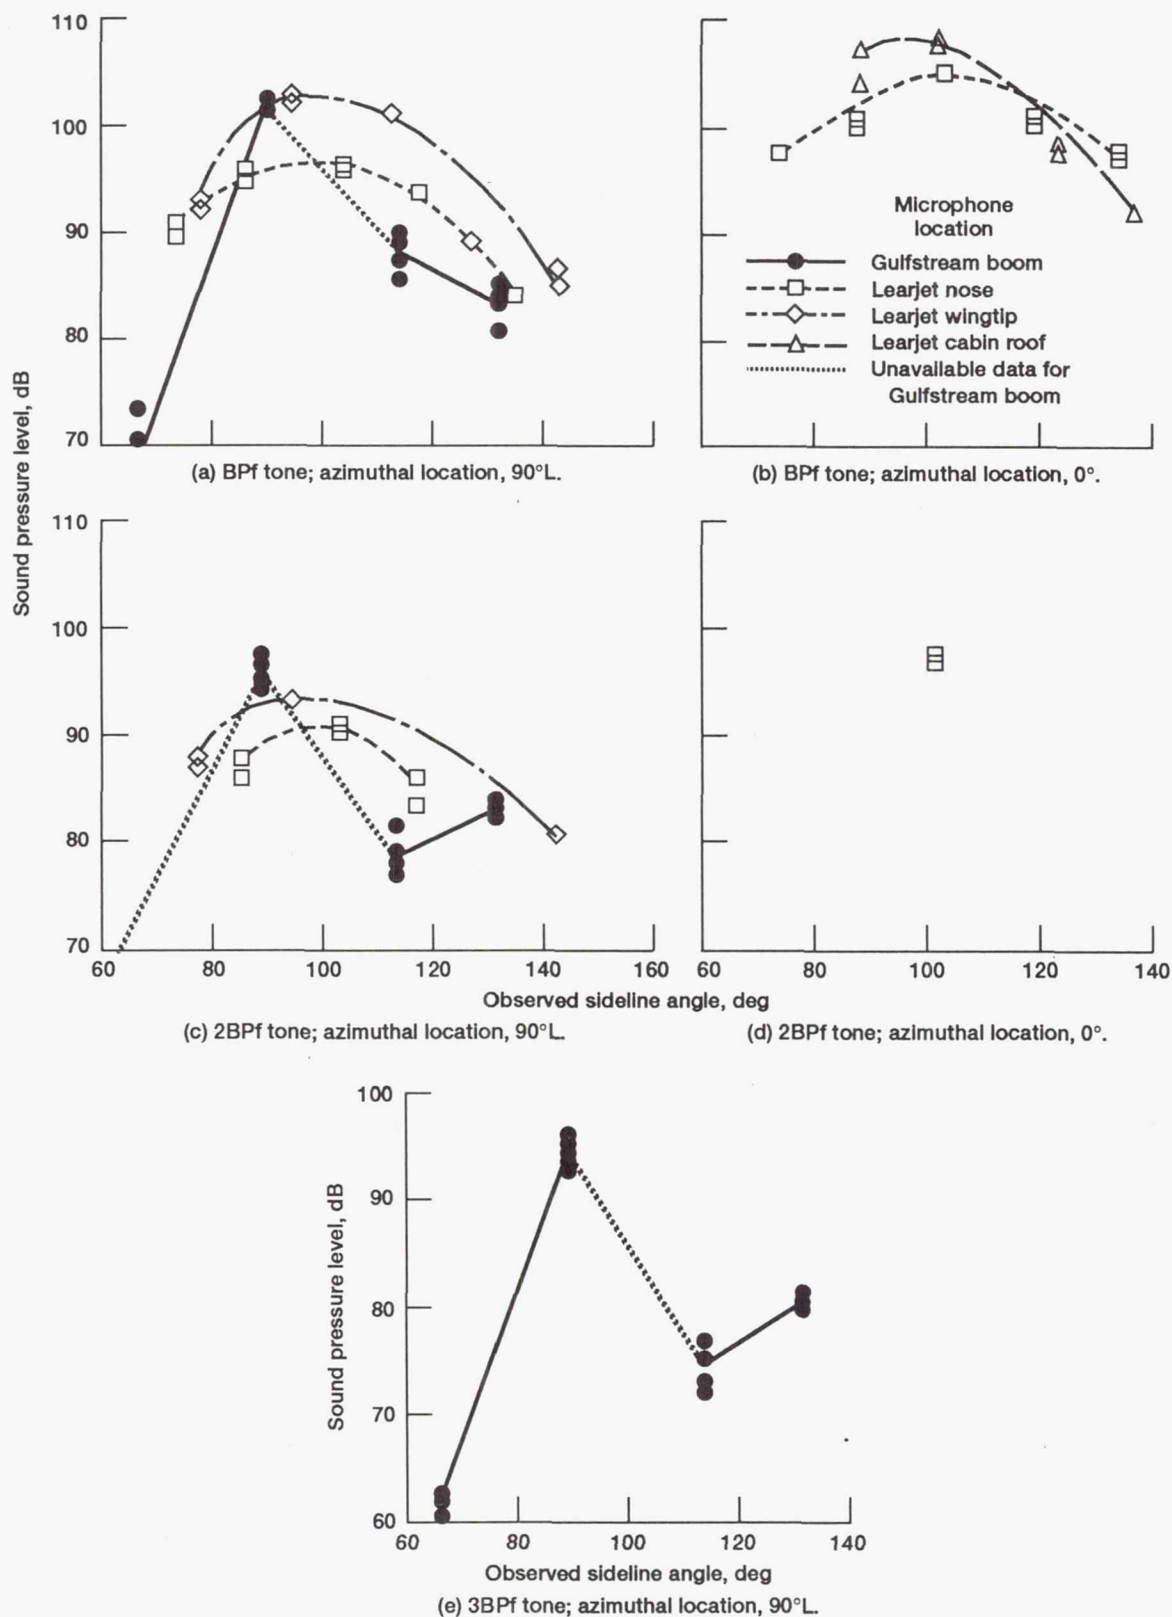 110
100
90
80
70
Sound pressure level, dB
(a) BPf tone; azimuthal location, 90°L.
Microphone
location
Gulfstream boom
Learjet nose
Learjet wingtip
Learjet cabin roof
Unavailable data for
Gulfstream boom
(b) BPf tone; azimuthal location, 0°.
110
100
90
80
70
60 80 100 120 140 160
60 80 100 120 140
Observed sideline angle, deg
(c) 2BPf tone; azimuthal location, 90°L.
(d) 2BPf tone; azimuthal location, 0°.
100
90
80
70
60
Sound pressure level, dB
60 80 100 120 140
Observed sideline angle, deg
(e) 3BPf tone; azimuthal location, 90°L.